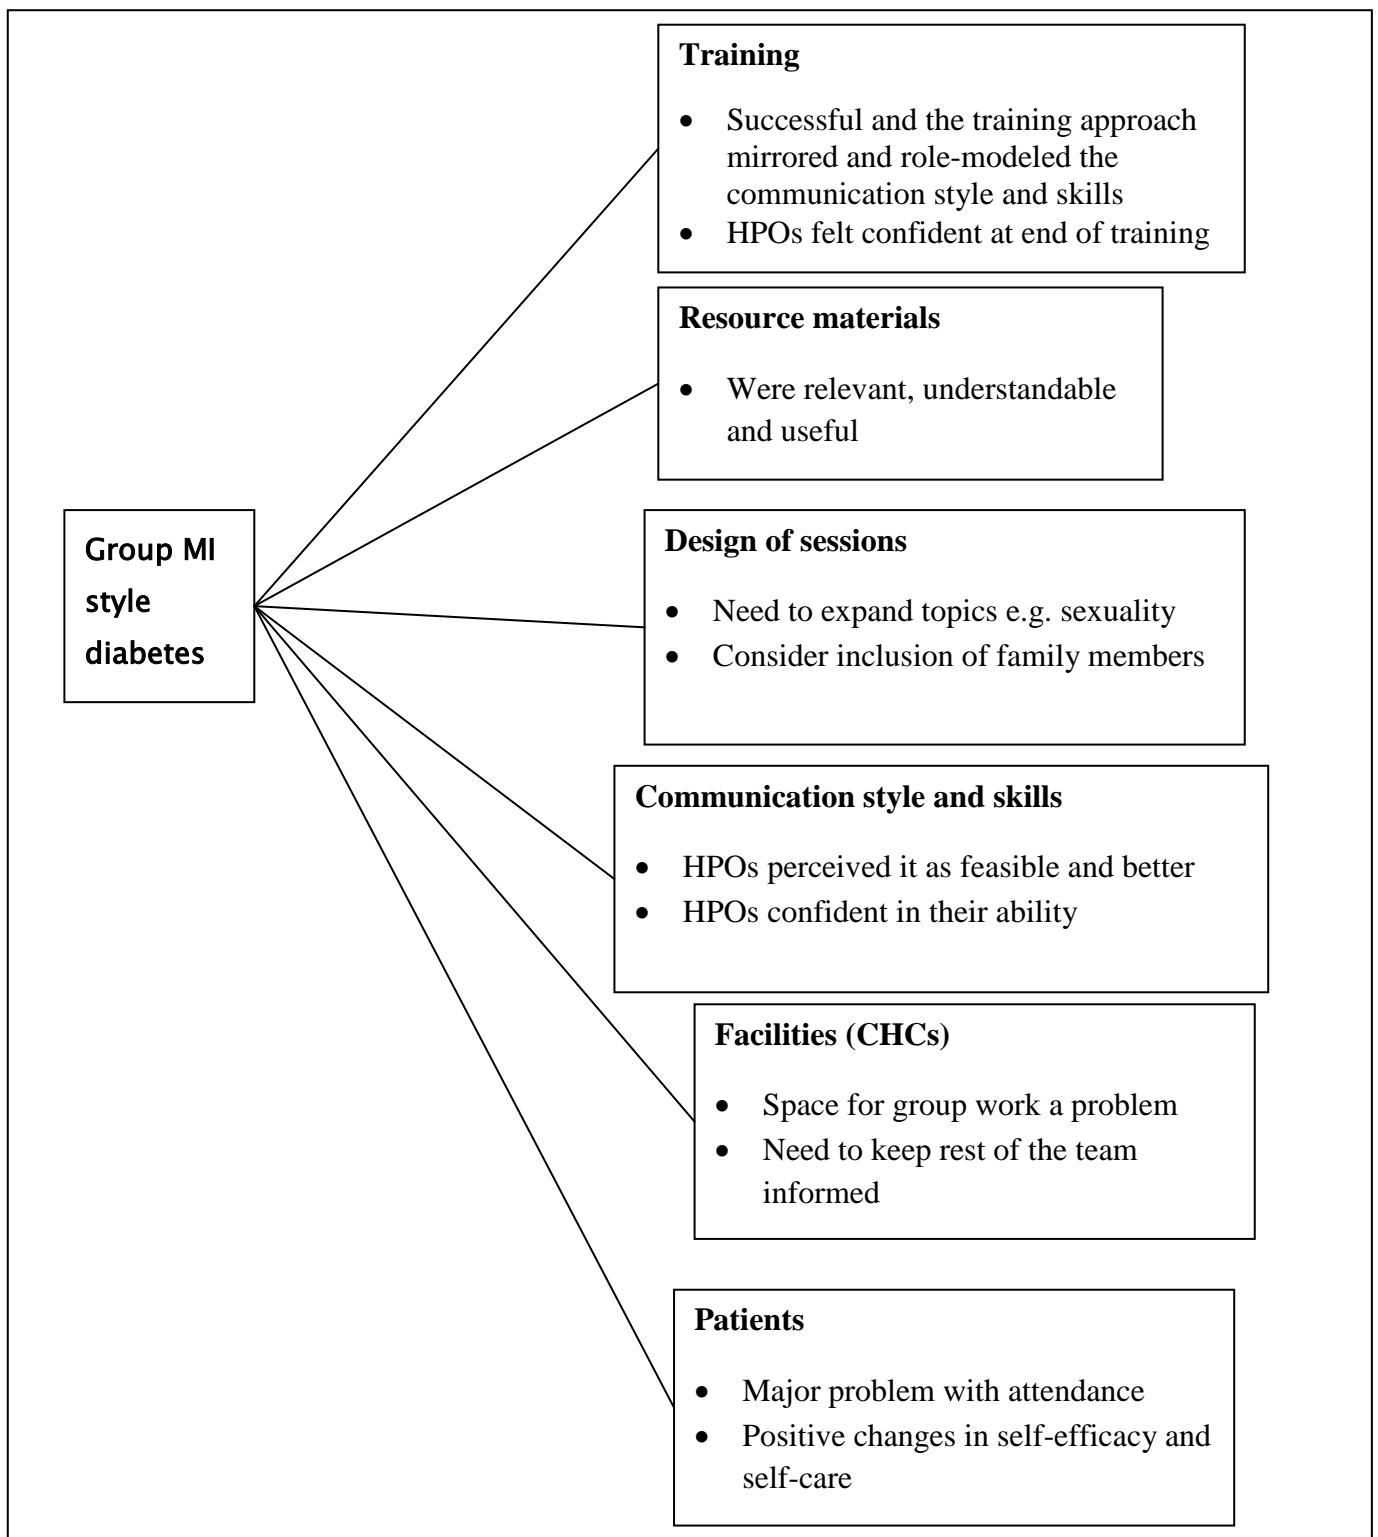 Training
• Successful and the training approach
mirrored and role-modeled the
communication style and skills
• HPOs felt confident at end of training
Resource materials
• Were relevant, understandable
and useful
Group MI
style
diabetes
Design of sessions
• Need to expand topics e.g. sexuality
• Consider inclusion of family members
Communication style and skills
• HPOs perceived it as feasible and better
• HPOs confident in their ability
Facilities (CHCs)
• Space for group work a problem
• Need to keep rest of the team
informed
Patients
• Major problem with attendance
• Positive changes in self-efficacy and
self-care